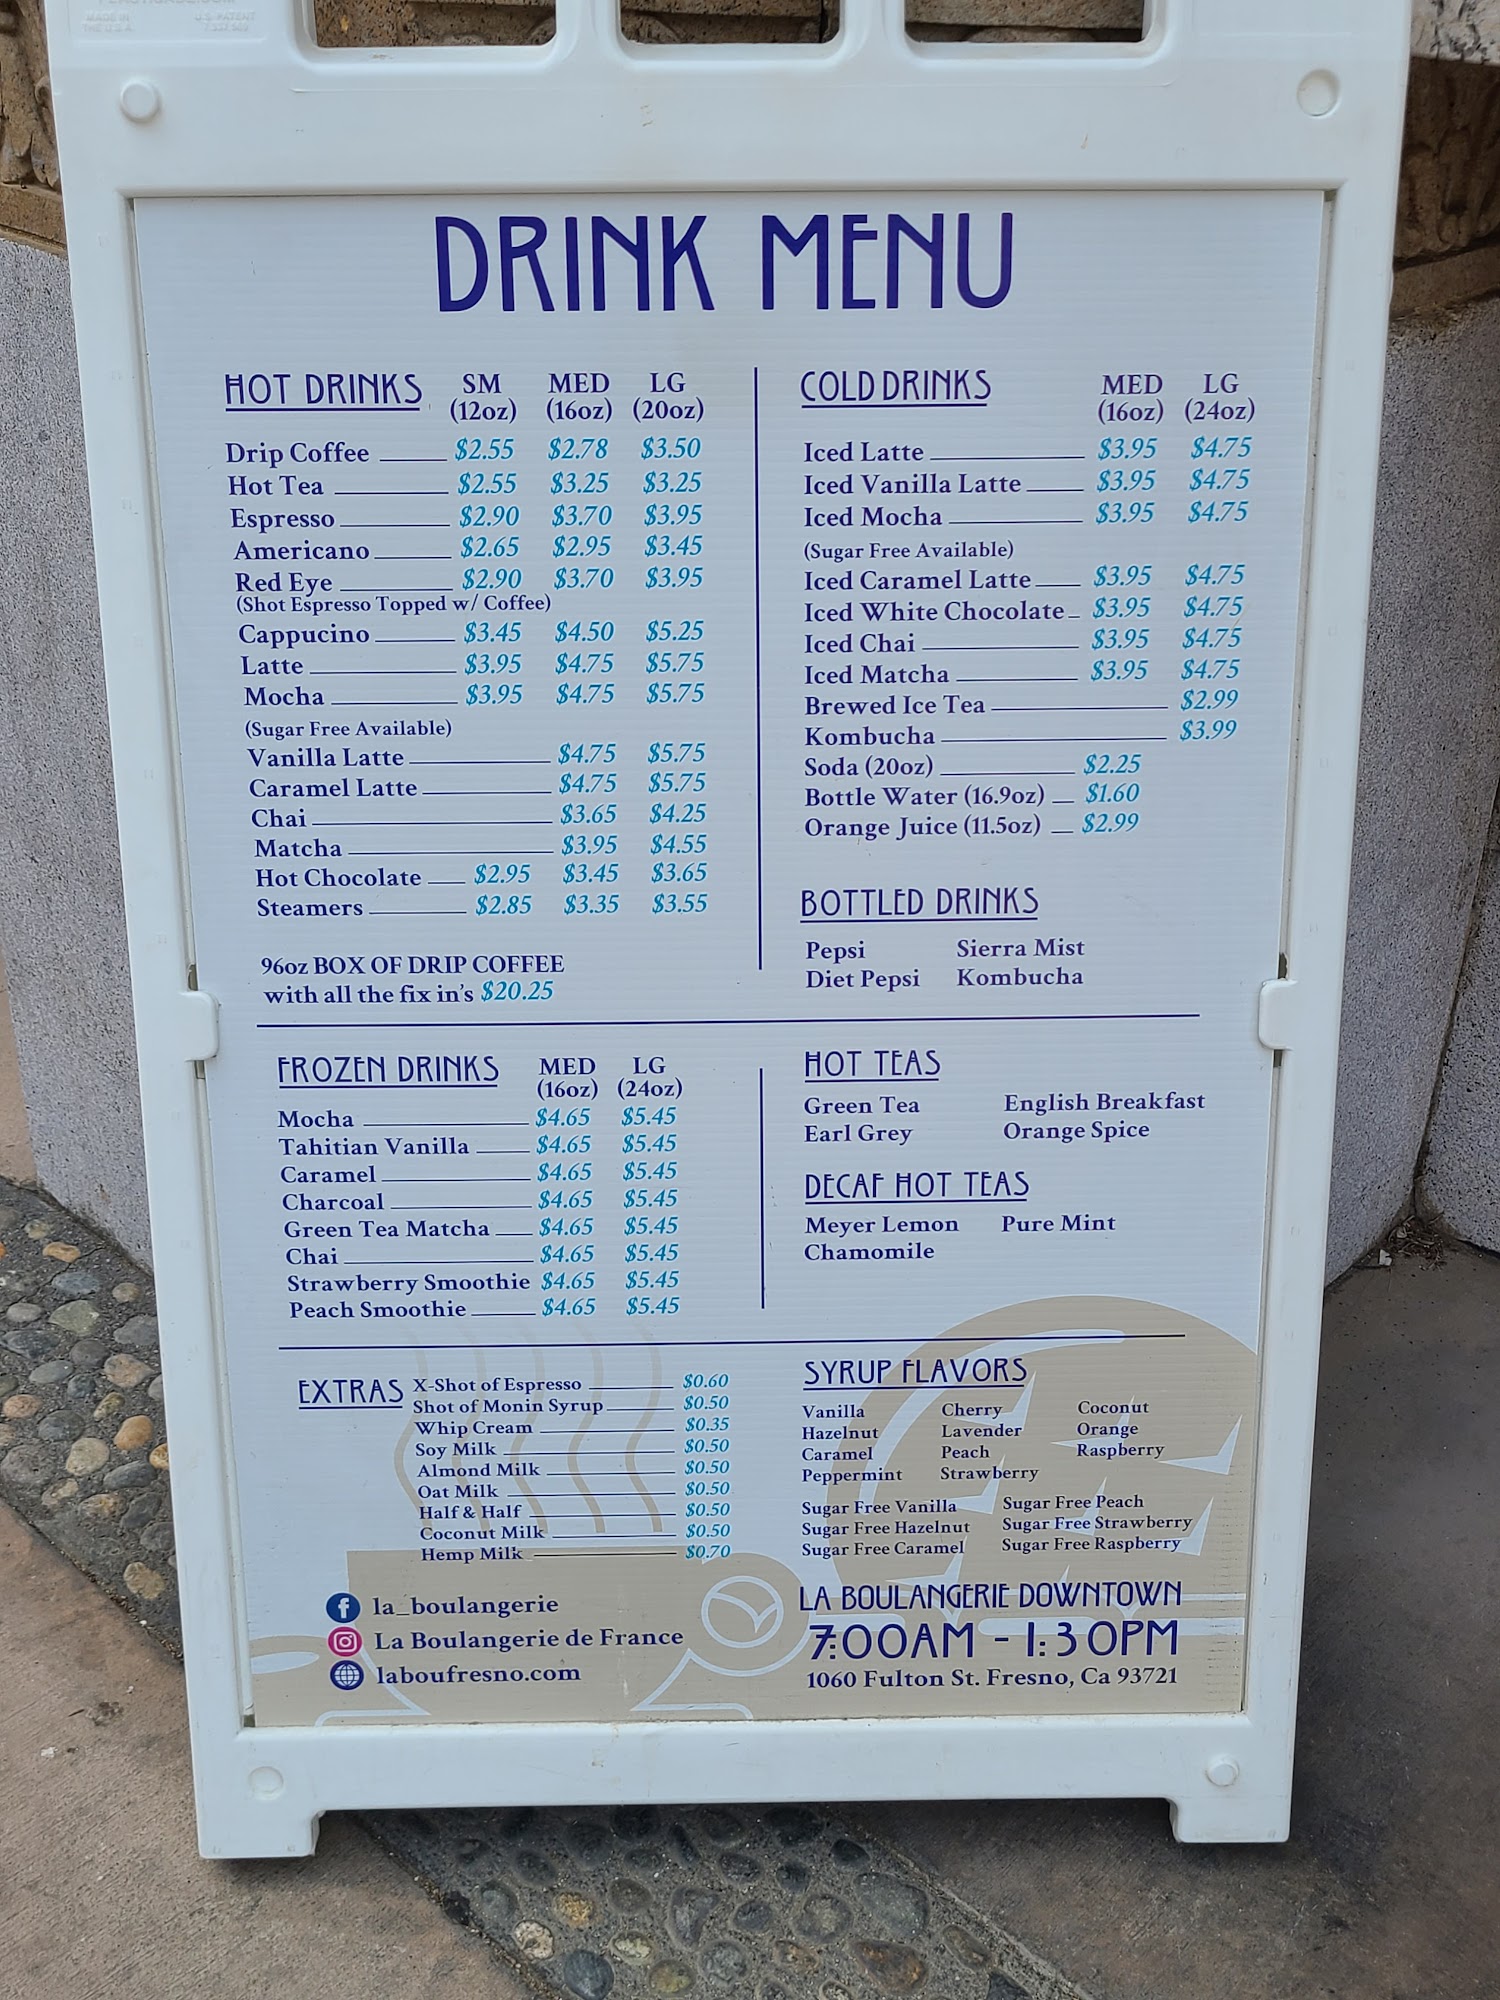 MADE IN
THE U.S.A.
U.S. PATENT
DRINK MENU
HOT DRINKS SM (12oz) MED (16oz) LG (20oz)
Drip Coffee $2.55 $2.78 $3.50
Hot Tea $2.55 $3.25 $3.25
Espresso $2.90 $3.70 $3.95
Americano $2.65 $2.95 $3.45
Red Eye $2.90 $3.70 $3.95
(Shot Espresso Topped w/ Coffee)
Cappucino $3.45 $4.50 $5.25
Latte $3.95 $4.75 $5.75
Mocha $3.95 $4.75 $5.75
(Sugar Free Available)
Vanilla Latte $4.75 $5.75
Caramel Latte $4.75 $5.75
Chai $3.65 $4.25
Matcha $3.95 $4.55
Hot Chocolate $2.95 $3.45 $3.65
Steamers $2.85 $3.35 $3.55
96oz BOX OF DRIP COFFEE
with all the fix in's $20.25
COLD DRINKS MED (16oz) LG (24oz)
Iced Latte $3.95 $4.75
Iced Vanilla Latte $3.95 $4.75
Iced Mocha $3.95 $4.75
(Sugar Free Available)
Iced Caramel Latte $3.95 $4.75
Iced White Chocolate $3.95 $4.75
Iced Chai $3.95 $4.75
Iced Matcha $3.95 $4.75
Brewed Ice Tea $2.99
Kombucha $3.99
Soda (20oz) $2.25
Bottle Water (16.9oz) $1.60
Orange Juice (11.5oz) $2.99
BOTTLED DRINKS
Pepsi Sierra Mist
Diet Pepsi Kombucha
FROZEN DRINKS MED (16oz) LG (24oz)
Mocha $4.65 $5.45
Tahitian Vanilla $4.65 $5.45
Caramel $4.65 $5.45
Charcoal $4.65 $5.45
Green Tea Matcha $4.65 $5.45
Chai $4.65 $5.45
Strawberry Smoothie $4.65 $5.45
Peach Smoothie $4.65 $5.45
HOT TEAS
Green Tea English Breakfast
Earl Grey Orange Spice
DECAF HOT TEAS
Meyer Lemon Pure Mint
Chamomile
EXTRAS
X-Shot of Espresso $0.60
Shot of Monin Syrup $0.50
Whip Cream $0.35
Soy Milk $0.50
Almond Milk $0.50
Oat Milk $0.50
Half & Half $0.50
Coconut Milk $0.50
Hemp Milk $0.70
SYRUP FLAVORS
Vanilla Cherry Coconut
Hazelnut Lavender Orange
Caramel Peach Raspberry
Peppermint Strawberry
Sugar Free Vanilla Sugar Free Peach
Sugar Free Hazelnut Sugar Free Strawberry
Sugar Free Caramel Sugar Free Raspberry
la_boulangerie
La Boulangerie de France
laboufresno.com
LA BOULANGERIE DOWNTOWN
7:00AM - 1:30PM
1060 Fulton St. Fresno, Ca 93721